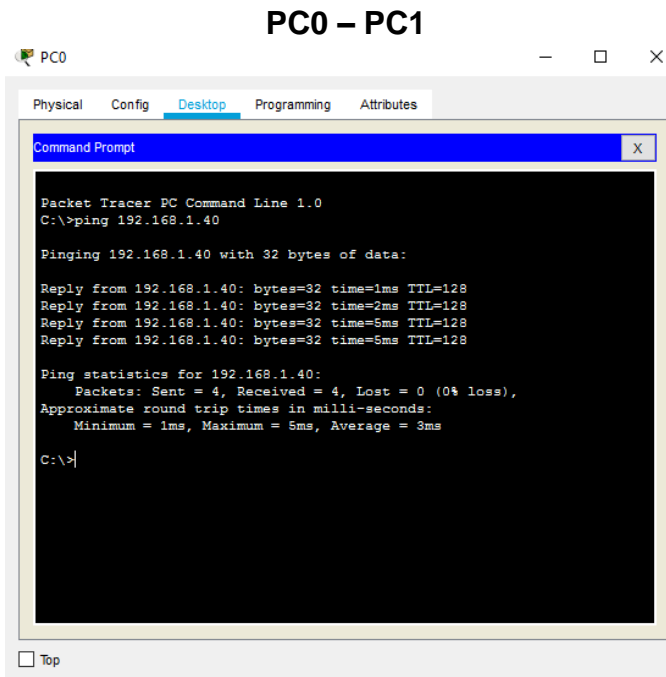 PC0 – PC1
PC0
Physical Config Desktop Programming Attributes
Command Prompt X
Packet Tracer PC Command Line 1.0
C:\>ping 192.168.1.40
Pinging 192.168.1.40 with 32 bytes of data:
Reply from 192.168.1.40: bytes=32 time=1ms TTL=128
Reply from 192.168.1.40: bytes=32 time=2ms TTL=128
Reply from 192.168.1.40: bytes=32 time=5ms TTL=128
Reply from 192.168.1.40: bytes=32 time=5ms TTL=128
Ping statistics for 192.168.1.40:
Packets: Sent = 4, Received = 4, Lost = 0 (0% loss),
Approximate round trip times in milli-seconds:
Minimum = 1ms, Maximum = 5ms, Average = 3ms
C:\>
Top